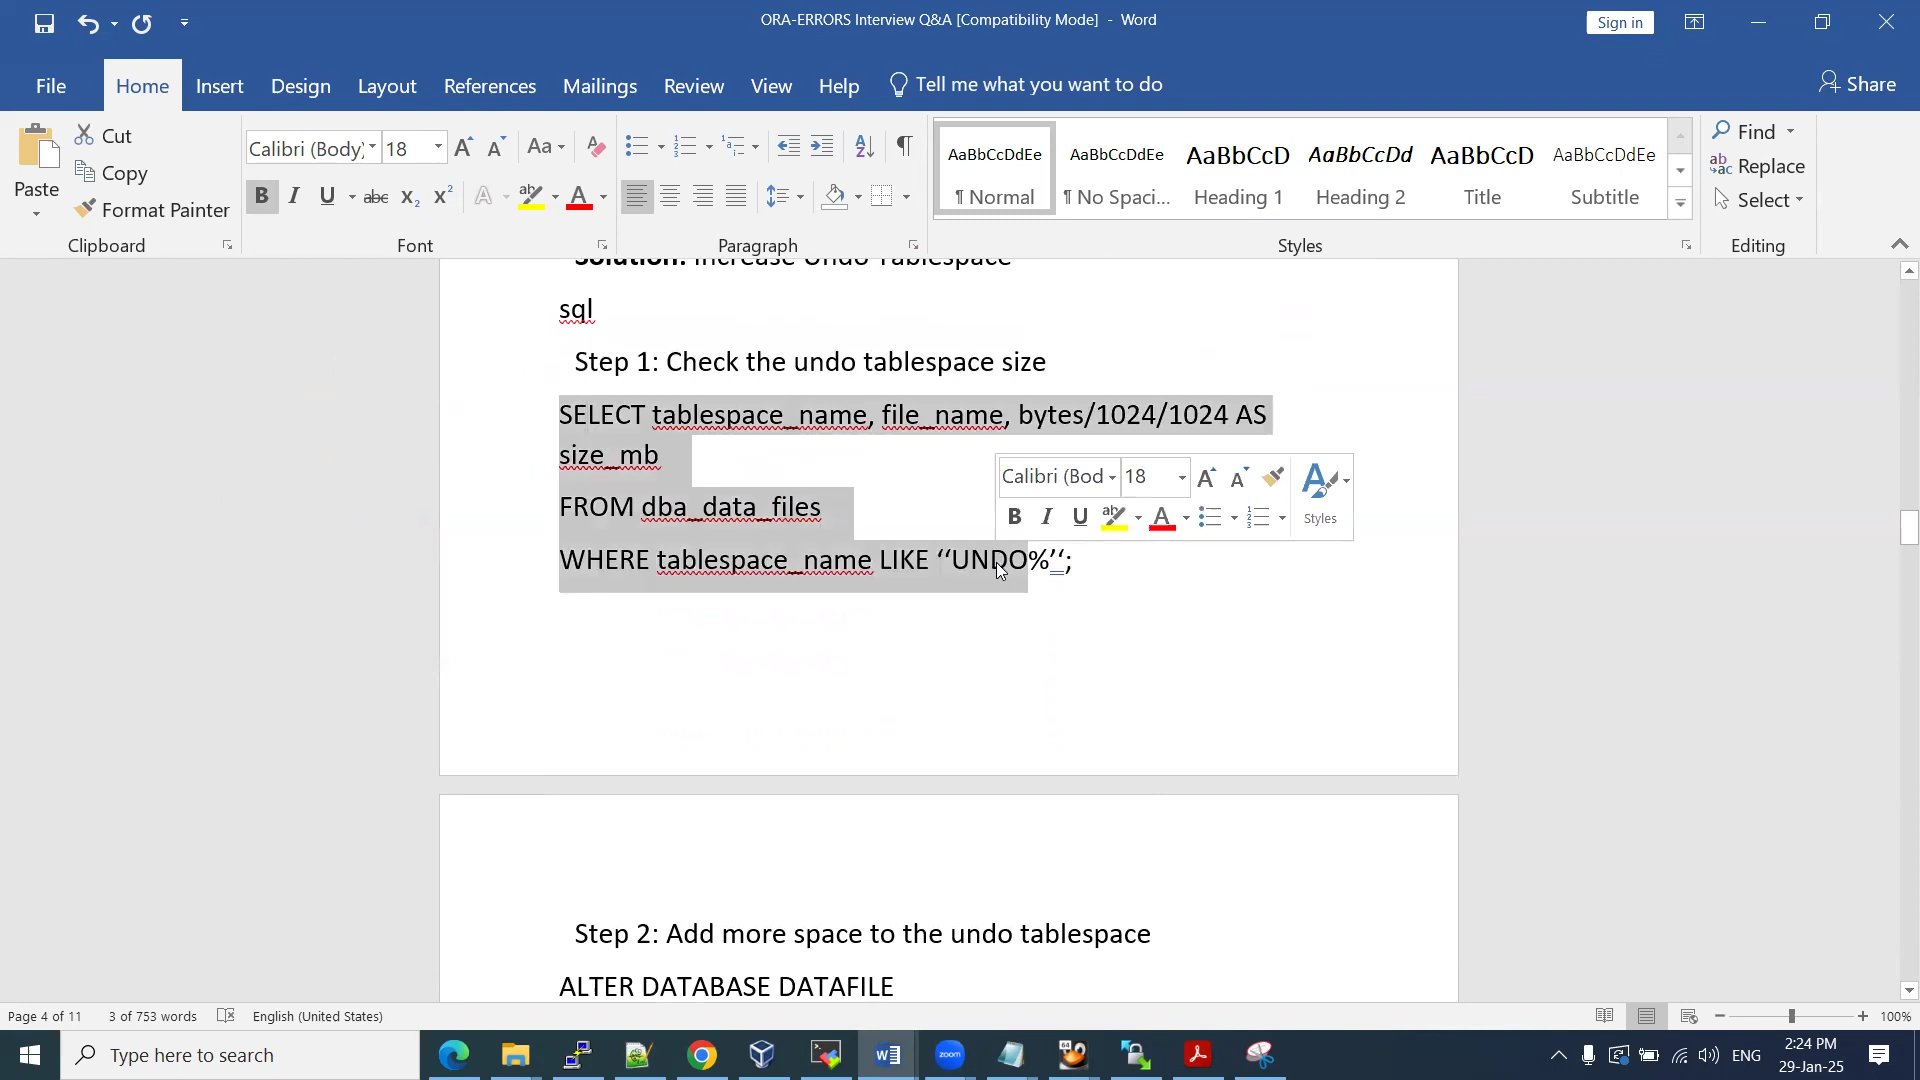 ORA-ERRORS Interview Q&A [Compatibility Mode] - Word
Sign in
File Home Insert Design Layout References Mailings Review View Help Tell me what you want to do
Share
Paste
Cut
Copy
Format Painter
Clipboard
Calibri (Body) 18
Font
Paragraph
AaBbCcDdEe AaBbCcDdEe AaBbCcD AaBbCcDd AaBbCcD AaBbCcDdEe
¶ Normal ¶ No Spaci... Heading 1 Heading 2 Title Subtitle
Styles
Find
Replace
Select
Editing
Solution: Increase Undo Tablespace
sql
Step 1: Check the undo tablespace size
SELECT tablespace_name, file_name, bytes/1024/1024 AS
size_mb
FROM dba_data_files
WHERE tablespace_name LIKE ‘‘UNDO%’‘;
Calibri (Bod 18
Styles
Step 2: Add more space to the undo tablespace
ALTER DATABASE DATAFILE
Page 4 of 11 3 of 753 words English (United States)
100%
Type here to search
zoom
ENG
2:24 PM
29-Jan-25